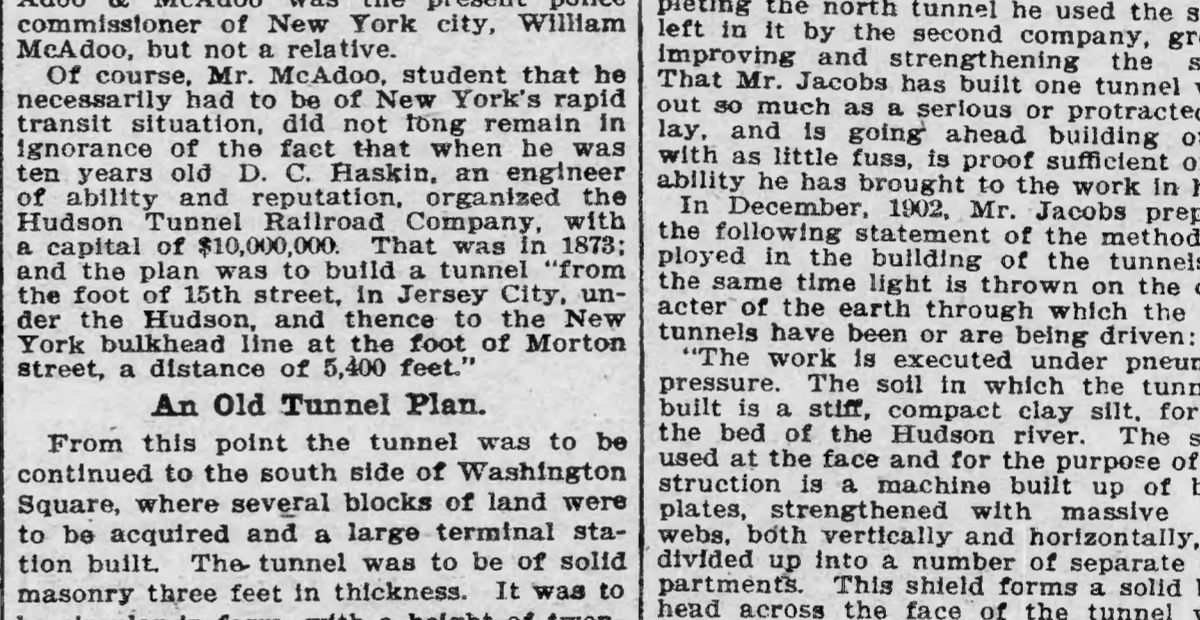 commissioner of New York city, William
McAdoo, but not a relative.
Of course, Mr. McAdoo, student that he
necessarily had to be of New York's rapid
transit situation, did not long remain in
ignorance of the fact that when he was
ten years old D. C. Haskin, an engineer
of ability and reputation, organized the
Hudson Tunnel Railroad Company, with
a capital of $10,000,000. That was in 1873;
and the plan was to build a tunnel "from
the foot of 15th street, in Jersey City, un-
der the Hudson, and thence to the New
York bulkhead line at the foot of Morton
street, a distance of 5,400 feet."
An Old Tunnel Plan.
From this point the tunnel was to be
continued to the south side of Washington
Square, where several blocks of land were
to be acquired and a large terminal sta-
tion built. The tunnel was to be of solid
masonry three feet in thickness. It was to
pleting the north tunnel he used the s
left in it by the second company, gr
improving and strengthening the s
That Mr. Jacobs has built one tunnel
out so much as a serious or protracted
lay, and is going ahead building o
with as little fuss, is proof sufficient o
ability he has brought to the work in
In December, 1902, Mr. Jacobs prep
the following statement of the method
ployed in the building of the tunnels
the same time light is thrown on the
acter of the earth through which the
tunnels have been or are being driven:
"The work is executed under pneum
pressure. The soil in which the tunn
built is a stiff, compact clay silt, for
the bed of the Hudson river. The s
used at the face and for the purpose of
struction is a machine built up of
plates, strengthened with massive
webs, both vertically and horizontally,
divided up into a number of separate
partments. This shield forms a solid
head across the face of the tunnel